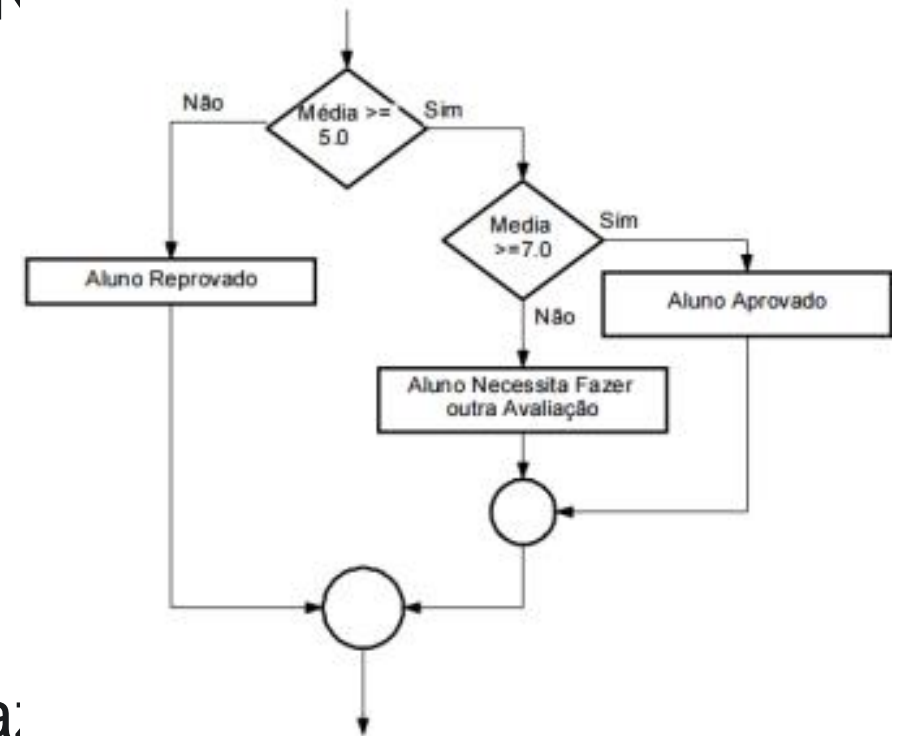 Não
Média >=
5.0
Sim
Media
>=7.0
Sim
Aluno Reprovado
Aluno Aprovado
Não
Aluno Necessita Fazer
outra Avaliação